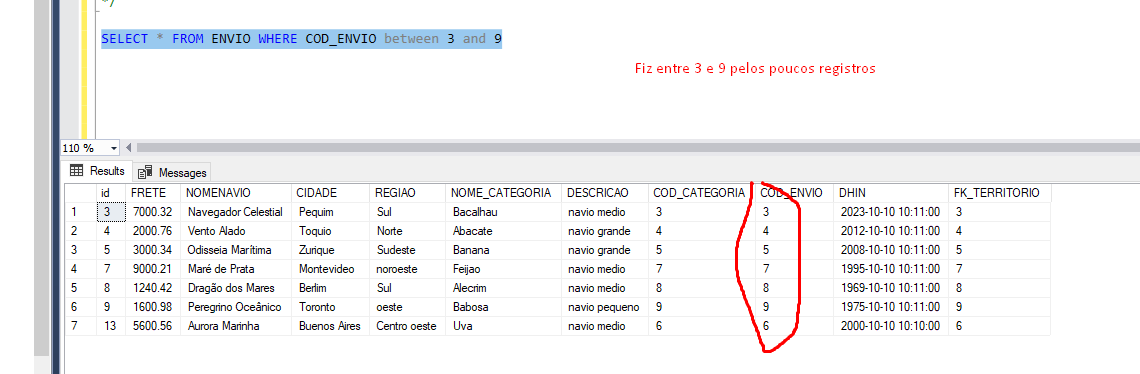 */
SELECT * FROM ENVIO WHERE COD_ENVIO between 3 and 9
Fiz entre 3 e 9 pelos poucos registros
110 %
Results Messages
id FRETE NOMENAVIO CIDADE REGIAO NOME_CATEGORIA DESCRICAO COD_CATEGORIA COD_ENVIO DHIN FK_TERRITORIO
1 3 7000.32 Navegador Celestial Pequim Sul Bacalhau navio medio 3 3 2023-10-10 10:11:00 3
2 4 2000.76 Vento Alado Toquio Norte Abacate navio grande 4 4 2012-10-10 10:11:00 4
3 5 3000.34 Odisseia Marítima Zurique Sudeste Banana navio grande 5 5 2008-10-10 10:11:00 5
4 7 9000.21 Maré de Prata Montevideo noroeste Feijao navio medio 7 7 1995-10-10 10:11:00 7
5 8 1240.42 Dragão dos Mares Berlim Sul Alecrim navio medio 8 8 1969-10-10 10:11:00 8
6 9 1600.98 Peregrino Oceânico Toronto oeste Babosa navio pequeno 9 9 1975-10-10 10:11:00 9
7 13 5600.56 Aurora Marinha Buenos Aires Centro oeste Uva navio medio 6 6 2000-10-10 10:10:00 6